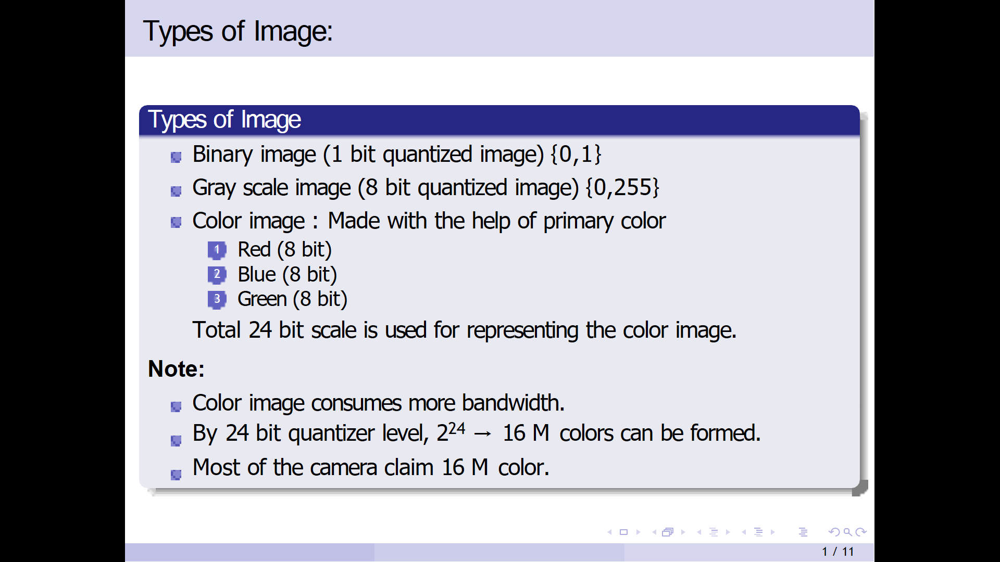 Types of Image:
Types of Image
Binary image (1 bit quantized image) {0,1}
Gray scale image (8 bit quantized image) {0,255}
Color image : Made with the help of primary color
1 Red (8 bit)
2 Blue (8 bit)
3 Green (8 bit)
Total 24 bit scale is used for representing the color image.
Note:
Color image consumes more bandwidth.
By 24 bit quantizer level, 2²⁴ → 16 M colors can be formed.
Most of the camera claim 16 M color.
1 / 11